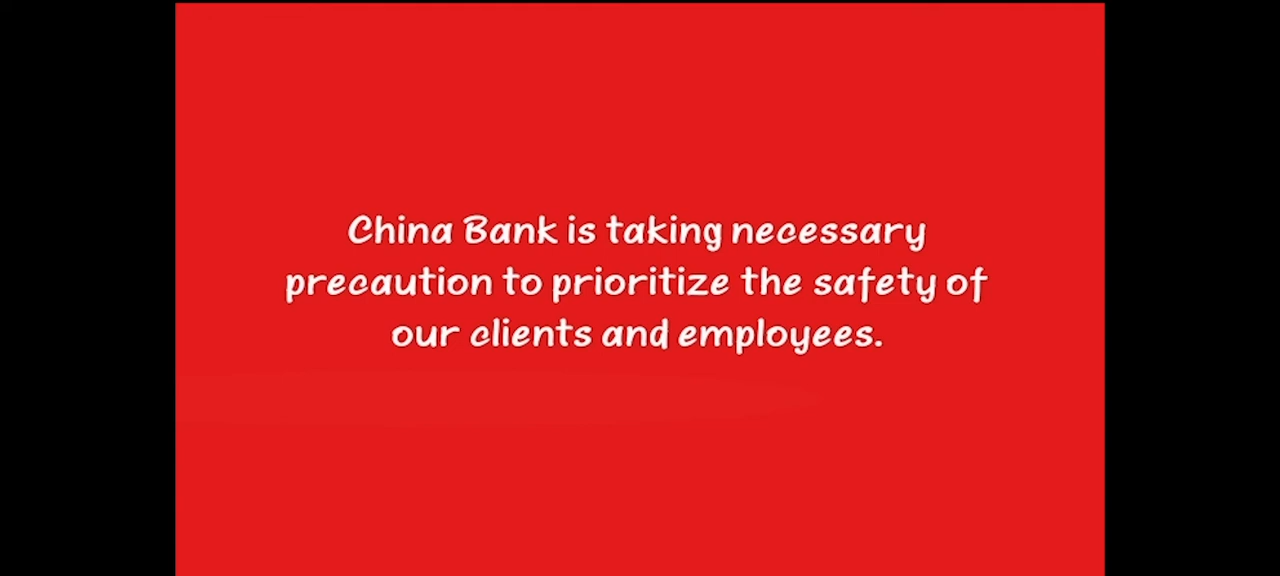 China Bank is taking necessary
precaution to prioritize the safety of
our clients and employees.